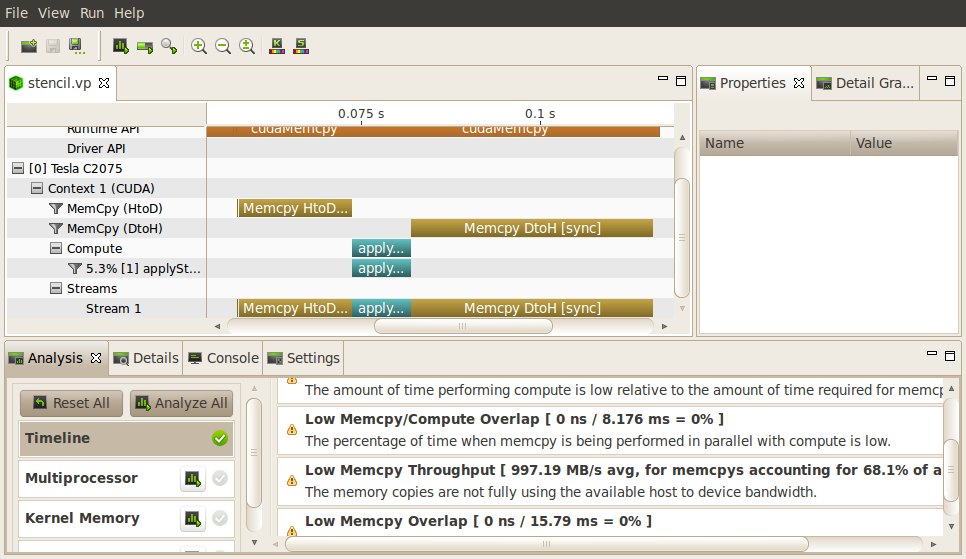 File View Run Help
stencil.vp
Properties
Detail Gra...
0.075 s
0.1 s
Name
Value
Runtime API
cudaMemcpy
cudaMemcpy
Driver API
[0] Tesla C2075
Context 1 (CUDA)
MemCpy (HtoD)
Memcpy HtoD...
MemCpy (DtoH)
Memcpy DtoH [sync]
Compute
apply...
5.3% [1] applySt...
apply...
Streams
Stream 1
Memcpy HtoD...
apply...
Memcpy DtoH [sync]
Analysis
Details
Console
Settings
Reset All
Analyze All
Timeline
Multiprocessor
Kernel Memory
The amount of time performing compute is low relative to the amount of time required for memcp
Low Memcpy/Compute Overlap [ 0 ns / 8.176 ms = 0% ]
The percentage of time when memcpy is being performed in parallel with compute is low.
Low Memcpy Throughput [ 997.19 MB/s avg, for memcpys accounting for 68.1% of a
The memory copies are not fully using the available host to device bandwidth.
Low Memcpy Overlap [ 0 ns / 15.79 ms = 0% ]